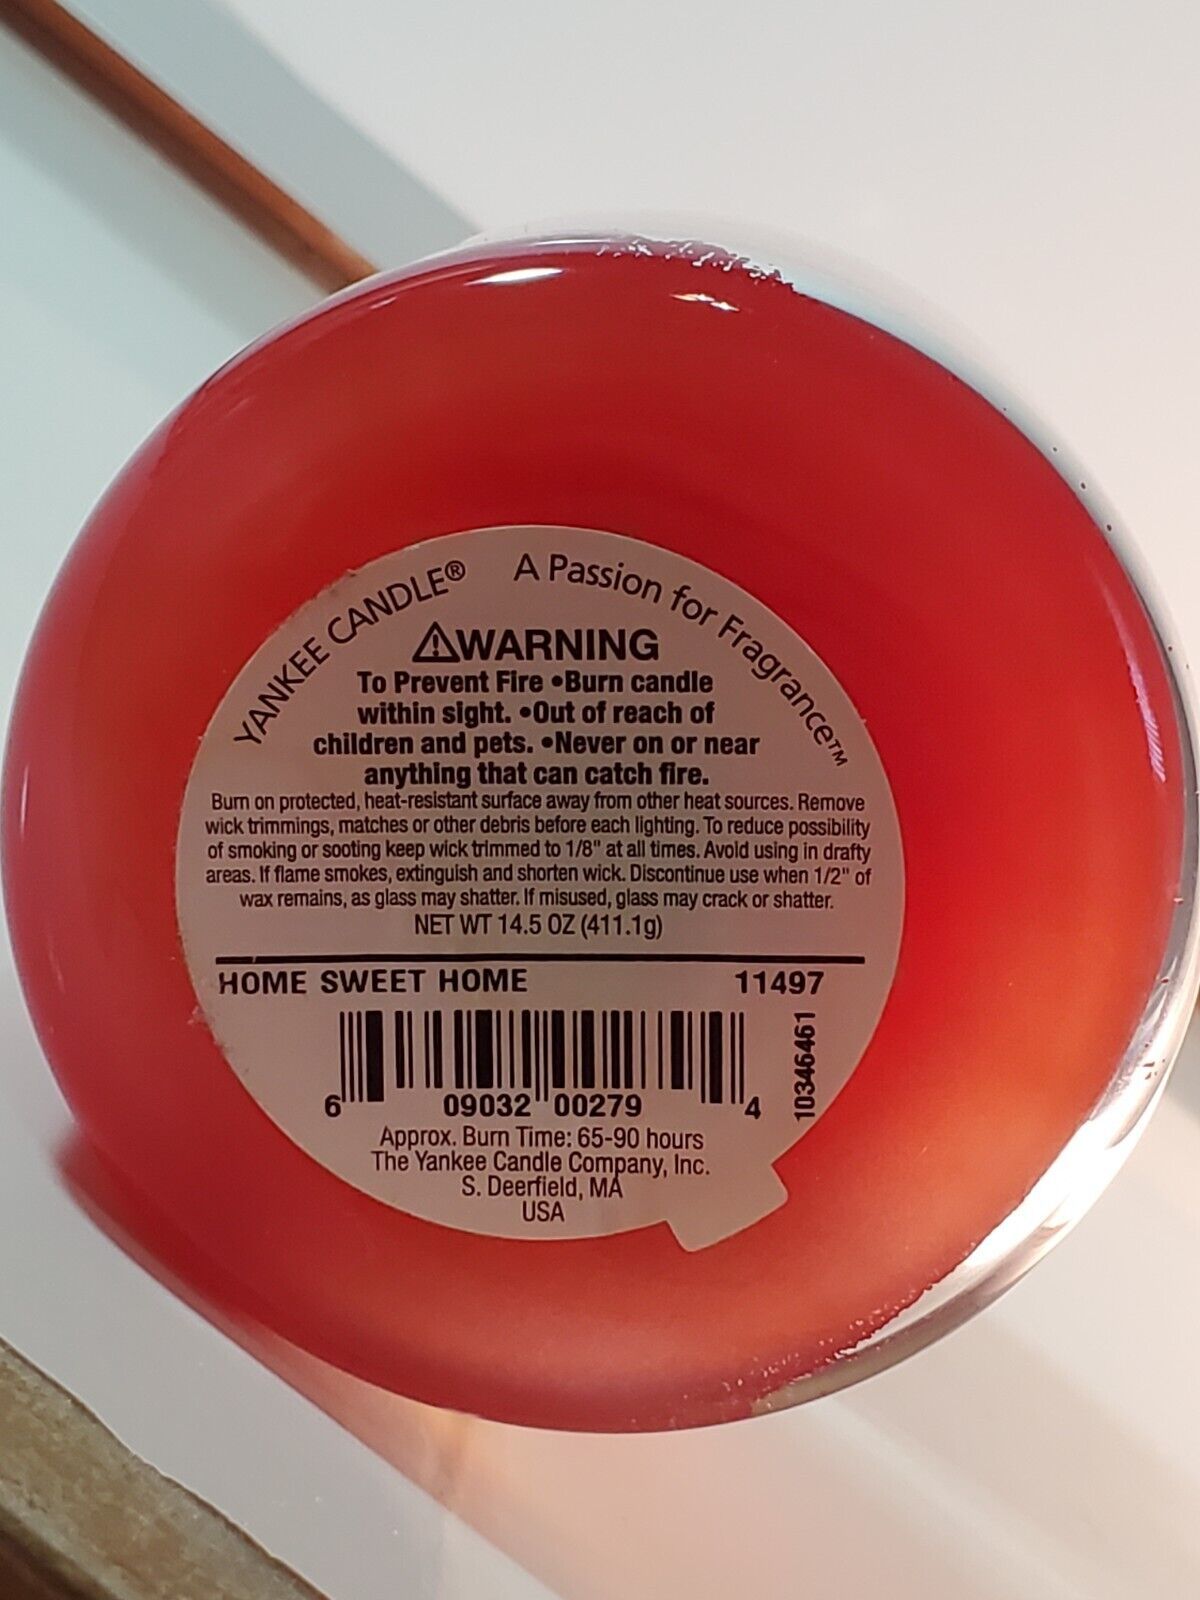 YANKEE CANDLE® A Passion for Fragrance™
⚠WARNING
To Prevent Fire •Burn candle
within sight. •Out of reach of
children and pets. •Never on or near
anything that can catch fire.
Burn on protected, heat-resistant surface away from other heat sources. Remove
wick trimmings, matches or other debris before each lighting. To reduce possibility
of smoking or sooting keep wick trimmed to 1/8" at all times. Avoid using in drafty
areas. If flame smokes, extinguish and shorten wick. Discontinue use when 1/2" of
wax remains, as glass may shatter. If misused, glass may crack or shatter.
NET WT 14.5 OZ (411.1g)
HOME SWEET HOME 11497
6 09032 00279 4
10346461
Approx. Burn Time: 65-90 hours
The Yankee Candle Company, Inc.
S. Deerfield, MA
USA